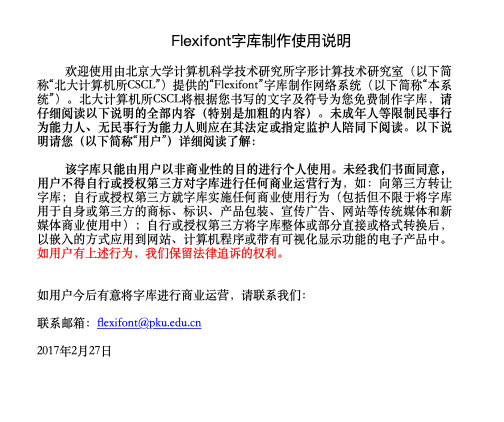 Flexifont字库制作使用说明
欢迎使用由北京大学计算机科学技术研究所字形计算技术研究室（以下简
称“北大计算机所CSCL”）提供的“Flexifont”字库制作网络系统（以下简称“本系
统”）。北大计算机所CSCL将根据您书写的文字及符号为您免费制作字库，请
仔细阅读以下说明的全部内容（特别是加粗的内容）。未成年人等限制民事行
为能力人、无民事行为能力人则应在其法定或指定监护人陪同下阅读。以下说
明请您（以下简称“用户”）详细阅读了解：
该字库只能由用户以非商业性的目的进行个人使用。未经我们书面同意，
用户不得自行或授权第三方对字库进行任何商业运营行为，如：向第三方转让
字库；自行或授权第三方就字库实施任何商业使用行为（包括但不限于将字库
用于自身或第三方的商标、标识、产品包装、宣传广告、网站等传统媒体和新
媒体商业使用中）；自行或授权第三方将字库整体或部分直接或格式转换后，
以嵌入的方式应用到网站、计算机程序或带有可视化显示功能的电子产品中。
如用户有上述行为，我们保留法律追诉的权利。
如用户今后有意将字库进行商业运营，请联系我们：
联系邮箱：flexifont@pku.edu.cn
2017年2月27日